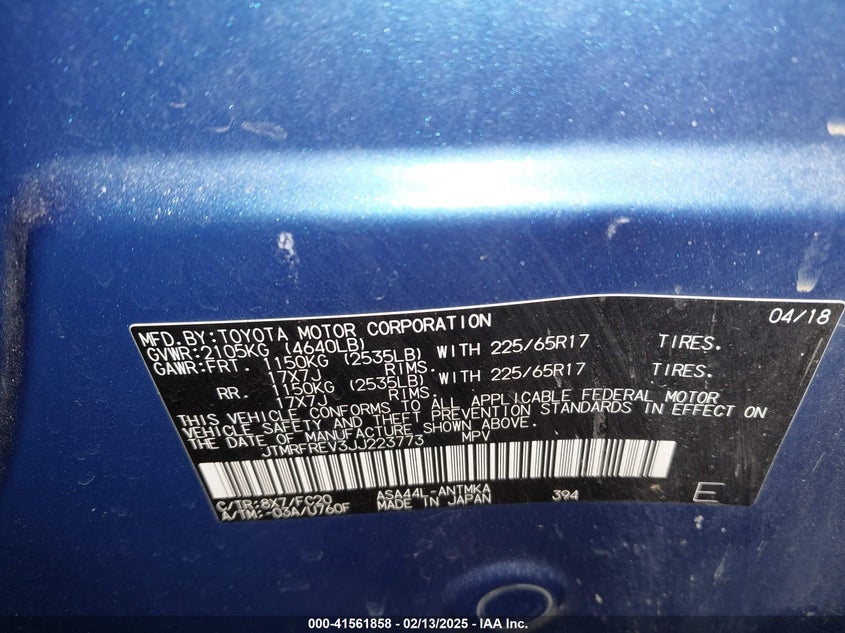 04/18
MFD.BY:TOYOTA MOTOR CORPORATION
GVWR:2105KG (4640LB)
GAWR:FRT. 1150KG (2535LB) WITH 225/65R17 TIRES.
17X7J RIMS.
RR. 1150KG (2535LB) WITH 225/65R17 TIRES.
17X7J RIMS.
THIS VEHICLE CONFORMS TO ALL APPLICABLE FEDERAL MOTOR
VEHICLE SAFETY AND THEFT PREVENTION STANDARDS IN EFFECT ON
THE DATE OF MANUFACTURE SHOWN ABOVE.
JTMRFREV3JJ223773 MPV
C/TR:8X7/FC20 ASA44L-ANTMKA 394 E
A/TM:-03A/U760F MADE IN JAPAN
000-41561858 - 02/13/2025 - IAA Inc.